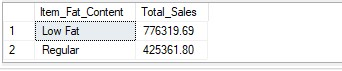 Item_Fat_Content Total_Sales
1 Low Fat 776319.69
2 Regular 425361.80